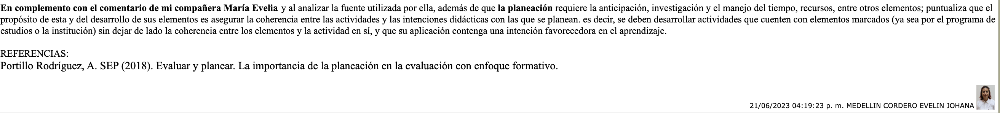 En complemento con el comentario de mi compañera María Evelia y al analizar la fuente utilizada por ella, además de que la planeación requiere la anticipación, investigación y el manejo del tiempo, recursos, entre otros elementos; puntualiza que el
propósito de esta y del desarrollo de sus elementos es asegurar la coherencia entre las actividades y las intenciones didácticas con las que se planean. es decir, se deben desarrollar actividades que cuenten con elementos marcados (ya sea por el programa de
estudios o la institución) sin dejar de lado la coherencia entre los elementos y la actividad en sí, y que su aplicación contenga una intención favorecedora en el aprendizaje.
REFERENCIAS:
Portillo Rodríguez, A. SEP (2018). Evaluar y planear. La importancia de la planeación en la evaluación con enfoque formativo.
21/06/2023 04:19:23 p. m. MEDELLIN CORDERO EVELIN JOHANA